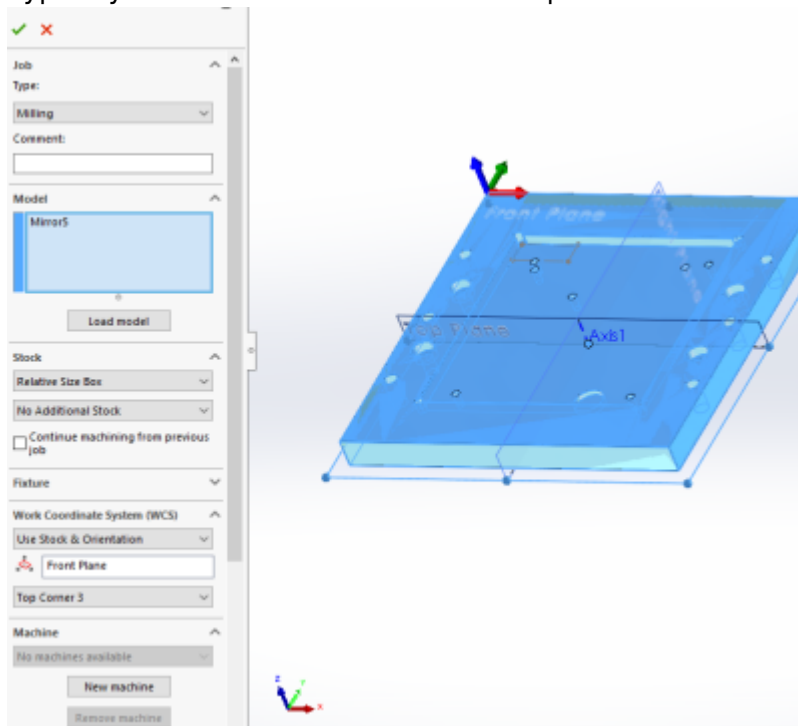 Job
Type:
Milling
Comment:
Model
Mirror5
Load model
Stock
Relative Size Box
No Additional Stock
Continue machining from previous
job
Fixture
Work Coordinate System (WCS)
Use Stock & Orientation
Front Plane
Top Corner 3
Machine
No machines available
New machine
Remove machine
Front Plane
Top Plane
Axis1